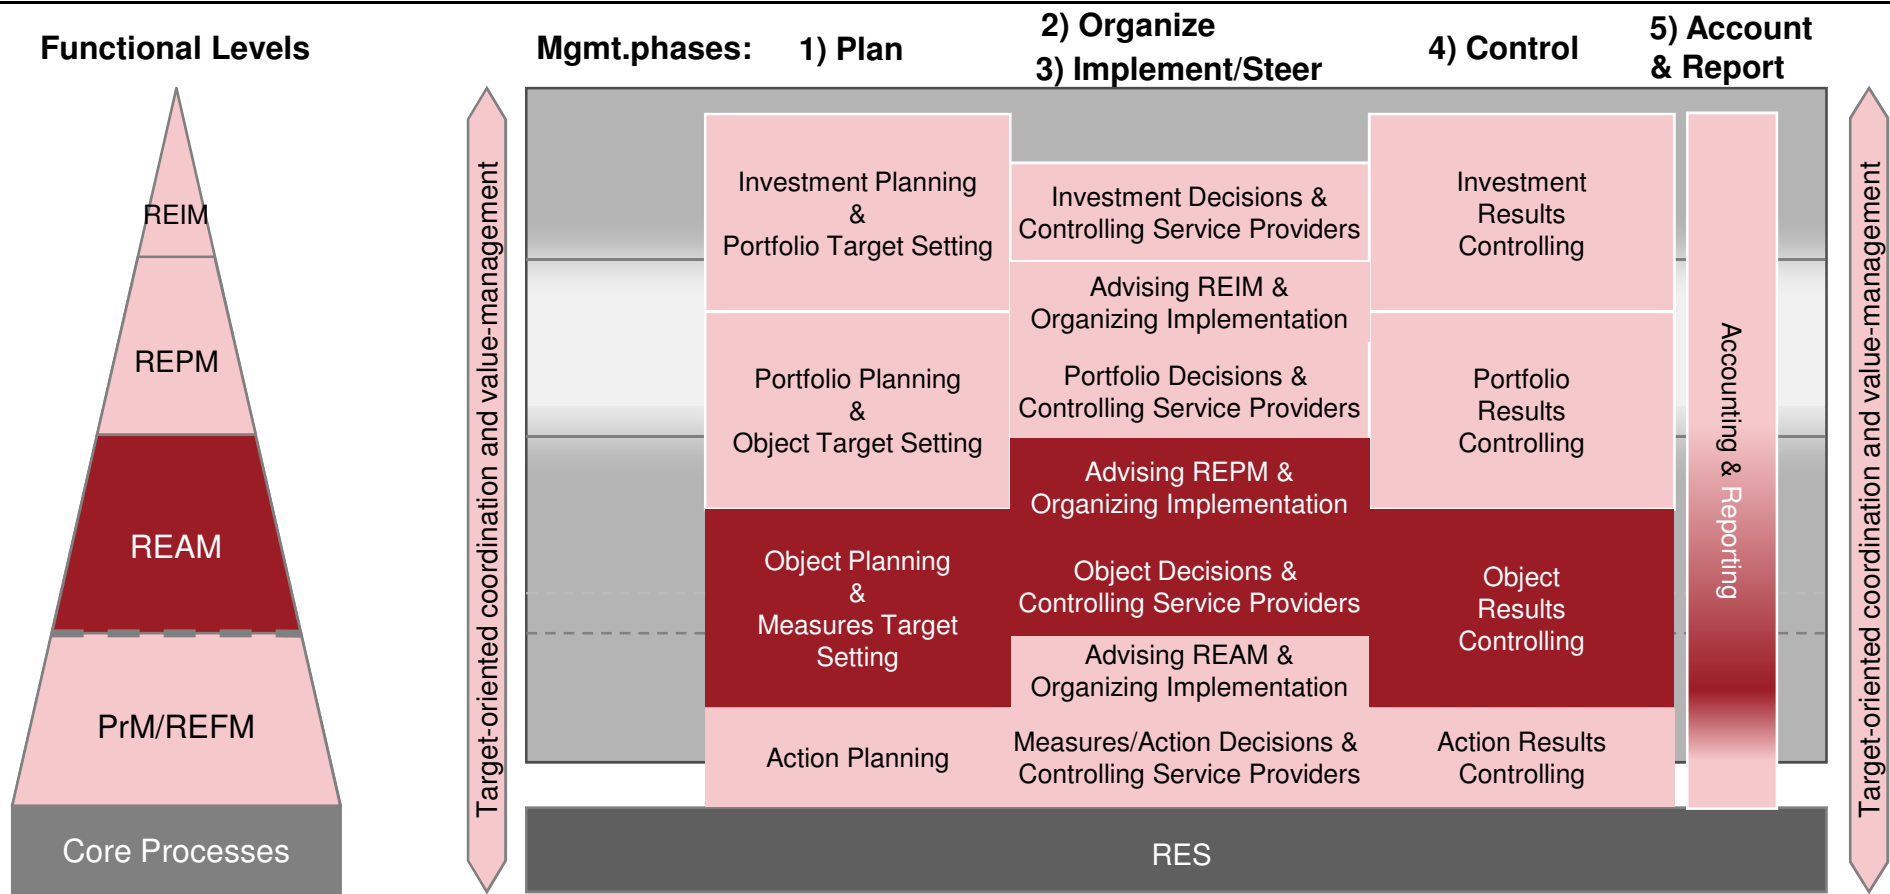 Functional Levels
Mgmt.phases:
1) Plan
2) Organize
3) Implement/Steer
4) Control
5) Account
& Report
REIM
REPM
REAM
PrM/REFM
Core Processes
Target-oriented coordination and value-management
Investment Planning
&
Portfolio Target Setting
Portfolio Planning
&
Object Target Setting
Object Planning
&
Measures Target
Setting
Action Planning
Investment Decisions &
Controlling Service Providers
Advising REIM &
Organizing Implementation
Portfolio Decisions &
Controlling Service Providers
Advising REPM &
Organizing Implementation
Object Decisions &
Controlling Service Providers
Advising REAM &
Organizing Implementation
Measures/Action Decisions &
Controlling Service Providers
Investment
Results
Controlling
Portfolio
Results
Controlling
Object
Results
Controlling
Action Results
Controlling
Accounting & Reporting
Target-oriented coordination and value-management
RES